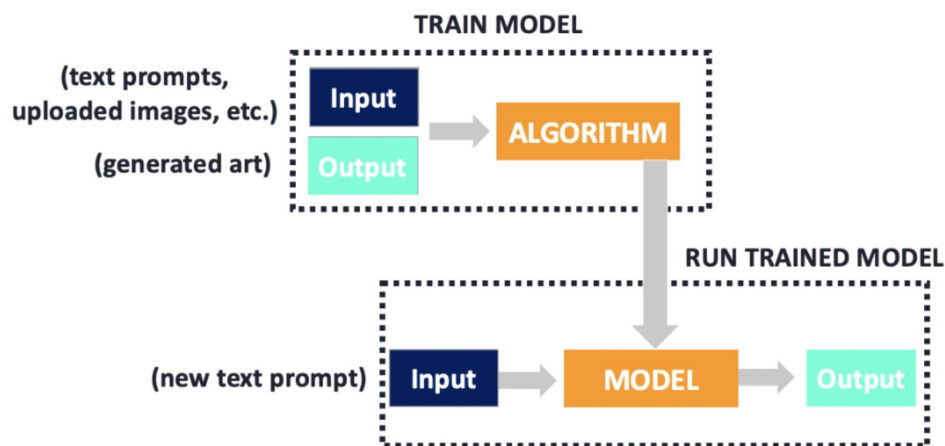 TRAIN MODEL
(text prompts,
uploaded images, etc.)
Input
ALGORITHM
(generated art)
Output
RUN TRAINED MODEL
(new text prompt)
Input
MODEL
Output